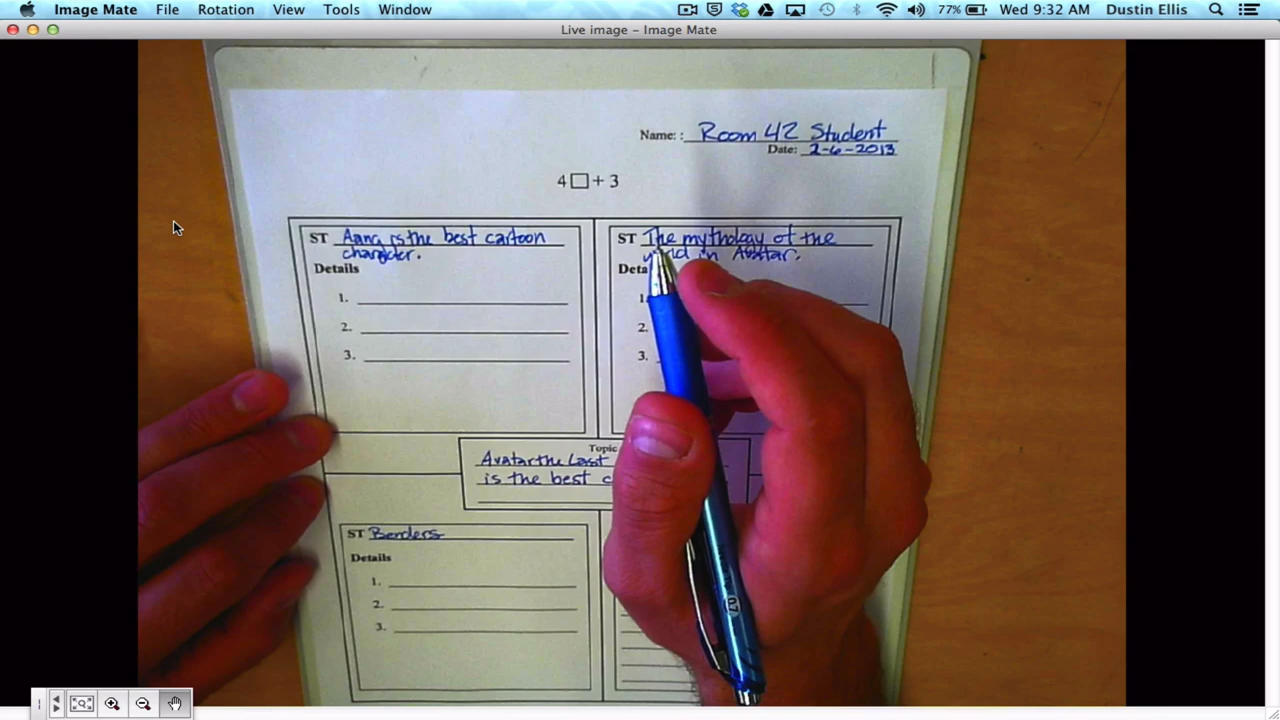 Image Mate File Rotation View Tools Window 77% Wed 9:32 AM Dustin Ellis
Live image - Image Mate
Name: : Room 42 Student
Date: 2-6-2013
4 □ + 3
ST Aang is the best cartoon
character.
Details
1.
2.
3.
ST The mythology of the
world in Avatar.
Deta
1.
2.
3.
Topic
Avatar the Last
is the best c
ST Benders
Details
1.
2.
3.
07